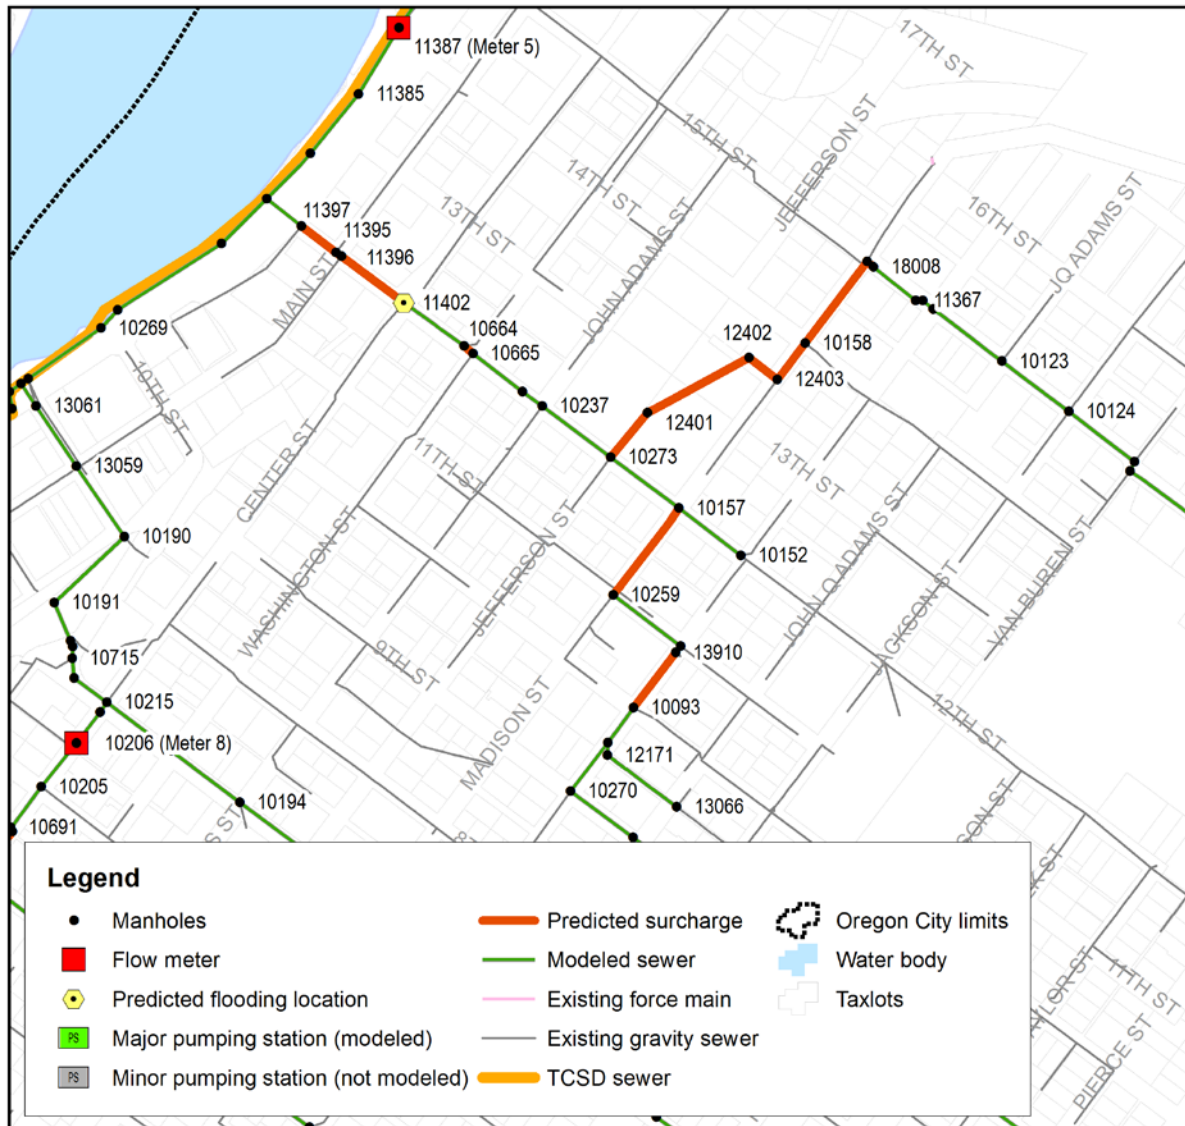 17TH ST
11387 (Meter 5)
11385
15TH ST
JEFFERSON ST
14TH ST
16TH ST
JQ ADAMS ST
13TH ST
JOHN ADAMS ST
11397
11395
11396
MAIN ST
18008
11367
11402
10269
10664
10665
12402
10158
12403
10123
10TH ST
13061
10237
12401
10124
CENTER ST
11TH ST
10273
13TH ST
13059
10157
10190
WASHINGTON ST
JEFFERSON ST
10152
JOHN Q ADAMS ST
JACKSON ST
VAN BUREN ST
10191
10259
9TH ST
13910
10715
10215
MADISON ST
10093
12TH ST
10206 (Meter 8)
12171
10205
10270
10194
13066
10691
S ST
SON ST
Legend
Manholes
Flow meter
Predicted flooding location
PS
Major pumping station (modeled)
PS
Minor pumping station (not modeled)
Predicted surcharge
Modeled sewer
Existing force main
Existing gravity sewer
TCSD sewer
Oregon City limits
Water body
Taxlots
11TH ST
PIERCE ST